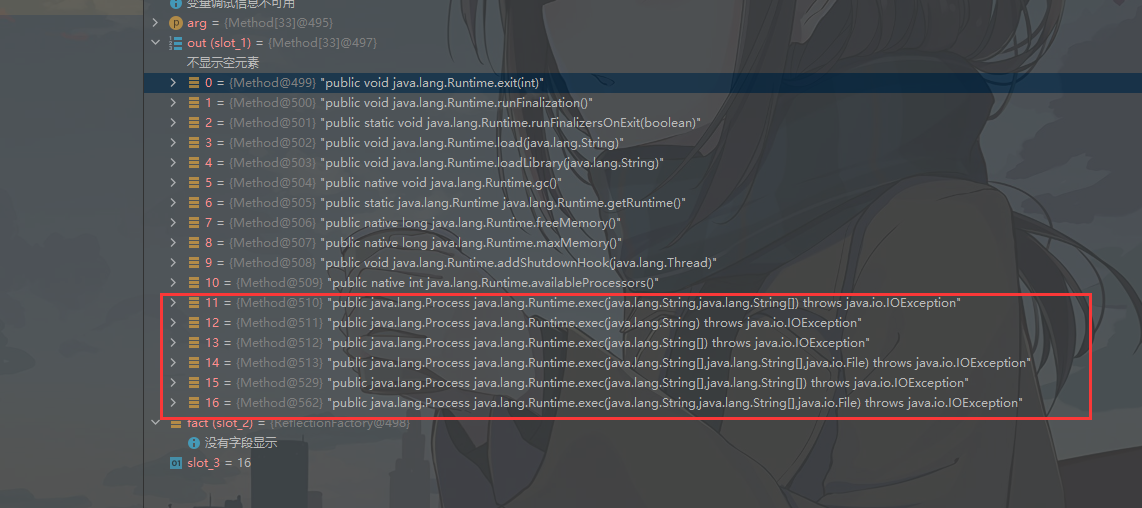 变量调试信息不可用
arg = {Method[33]@495}
out (slot_1) = {Method[33]@497}
不显示空元素
0 = {Method@499} "public void java.lang.Runtime.exit(int)"
1 = {Method@500} "public void java.lang.Runtime.runFinalization()"
2 = {Method@501} "public static void java.lang.Runtime.runFinalizersOnExit(boolean)"
3 = {Method@502} "public void java.lang.Runtime.load(java.lang.String)"
4 = {Method@503} "public void java.lang.Runtime.loadLibrary(java.lang.String)"
5 = {Method@504} "public native void java.lang.Runtime.gc()"
6 = {Method@505} "public static java.lang.Runtime java.lang.Runtime.getRuntime()"
7 = {Method@506} "public native long java.lang.Runtime.freeMemory()"
8 = {Method@507} "public native long java.lang.Runtime.maxMemory()"
9 = {Method@508} "public void java.lang.Runtime.addShutdownHook(java.lang.Thread)"
10 = {Method@509} "public native int java.lang.Runtime.availableProcessors()"
11 = {Method@510} "public java.lang.Process java.lang.Runtime.exec(java.lang.String,java.lang.String[]) throws java.io.IOException"
12 = {Method@511} "public java.lang.Process java.lang.Runtime.exec(java.lang.String) throws java.io.IOException"
13 = {Method@512} "public java.lang.Process java.lang.Runtime.exec(java.lang.String[]) throws java.io.IOException"
14 = {Method@513} "public java.lang.Process java.lang.Runtime.exec(java.lang.String[],java.lang.String[],java.io.File) throws java.io.IOException"
15 = {Method@529} "public java.lang.Process java.lang.Runtime.exec(java.lang.String[],java.lang.String[]) throws java.io.IOException"
16 = {Method@562} "public java.lang.Process java.lang.Runtime.exec(java.lang.String,java.lang.String[],java.io.File) throws java.io.IOException"
fact (slot_2) = {ReflectionFactory@498}
没有字段显示
slot_3 = 16